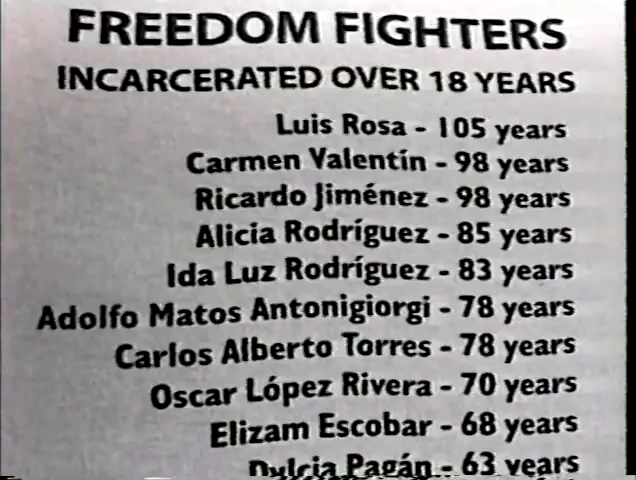 FREEDOM FIGHTERS
INCARCERATED OVER 18 YEARS
Luis Rosa - 105 years
Carmen Valentín - 98 years
Ricardo Jiménez - 98 years
Alicia Rodríguez - 85 years
Ida Luz Rodríguez - 83 years
Adolfo Matos Antonigiorgi - 78 years
Carlos Alberto Torres - 78 years
Oscar López Rivera - 70 years
Elizam Escobar - 68 years
Dylcia Pagán - 63 years